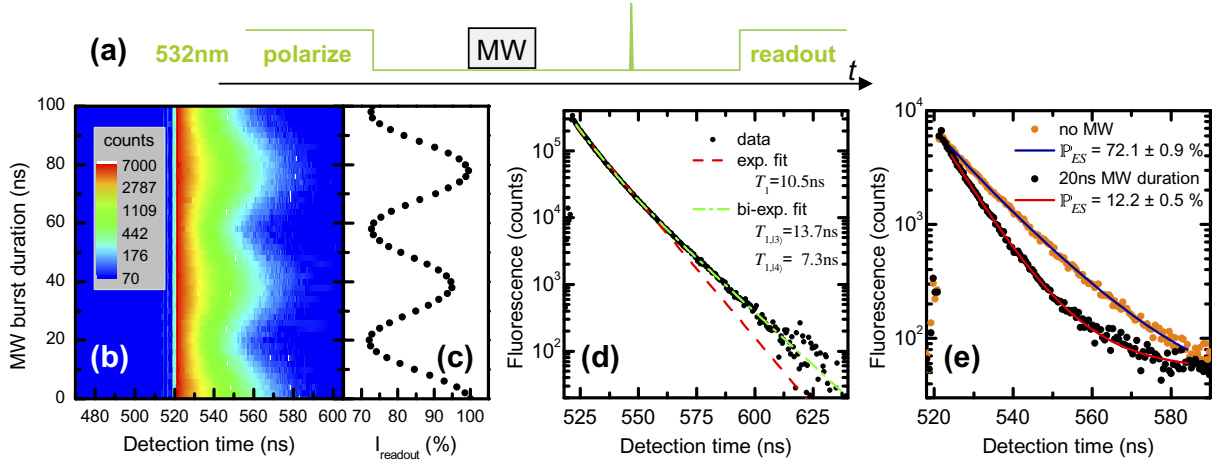 (a) 532nm polarize MW readout t
MW burst duration (ns)
100
80
60
40
20
0
counts
7000
2787
1109
442
176
70
(b)
480 520 560 600
Detection time (ns)
(c)
70 80 90 100
I readout (%)
Fluorescence (counts)
10^5
10^4
10^3
10^2
data
exp. fit
T1=10.5ns
bi-exp. fit
T1,|3⟩=13.7ns
T1,|4⟩= 7.3ns
(d)
525 550 575 600 625
Detection time (ns)
Fluorescence (counts)
10^4
10^3
10^2
no MW
ℙES = 72.1 ± 0.9 %
20ns MW duration
ℙES = 12.2 ± 0.5 %
(e)
520 540 560 580
Detection time (ns)